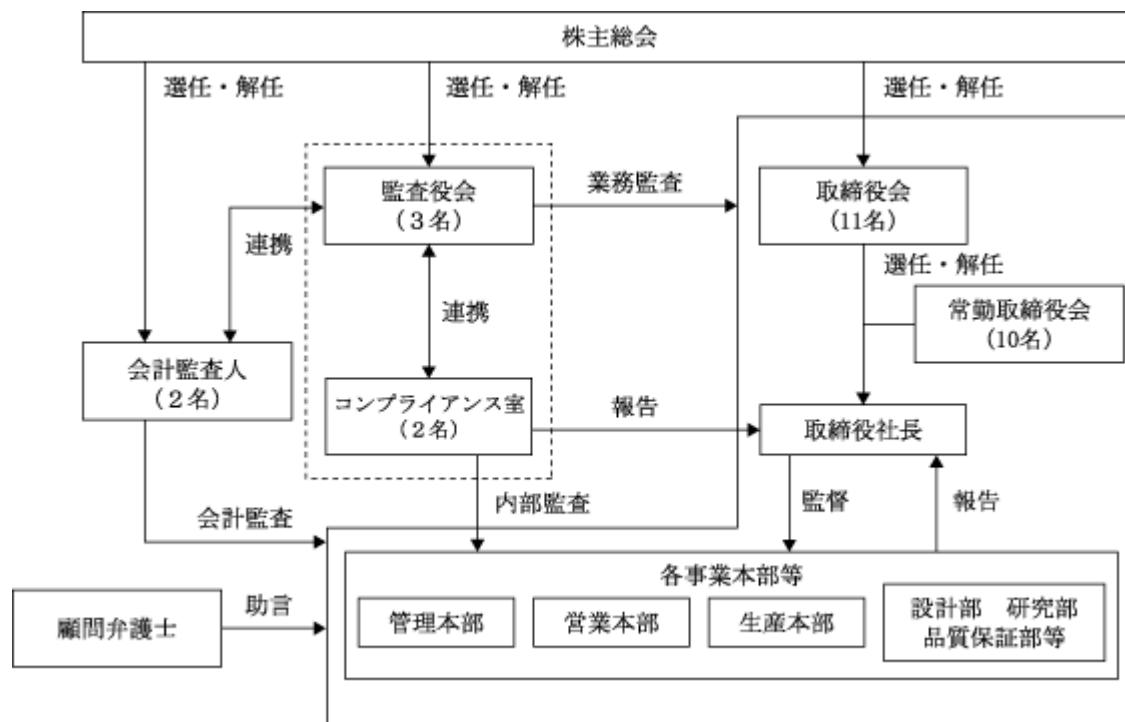 株主総会
選任・解任
選任・解任
選任・解任
監査役会
(3名)
業務監査
取締役会
(11名)
連携
選任・解任
連携
常勤取締役会
(10名)
会計監査人
(2名)
コンプライアンス室
(2名)
報告
取締役社長
内部監査
監督
報告
会計監査
各事業本部等
顧問弁護士
助言
管理本部
営業本部
生産本部
設計部 研究部
品質保証部等